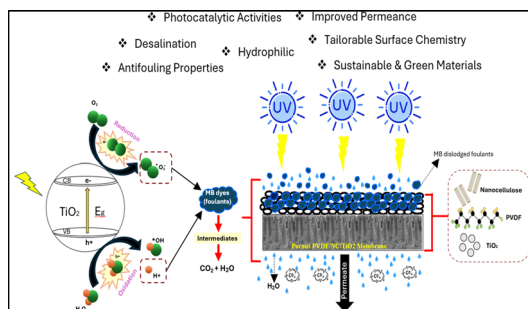 ❖ Photocatalytic Activities ❖ Improved Permeance
❖ Desalination ❖ Hydrophilic ❖ Tailorable Surface Chemistry
❖ Antifouling Properties ❖ Sustainable & Green Materials
O₂
Reduction
UV UV UV
MB dislodged foulants
CB e-
TiO₂ Eg
VB h+
MB dyes
(foulants)
Intermediates
CO₂ + H₂O
•OH
H+
Oxidation
Porous PVDF-NC/TiO2 Membrane
H₂O
Permeate
Nanocellulose
PVDF
TiO₂